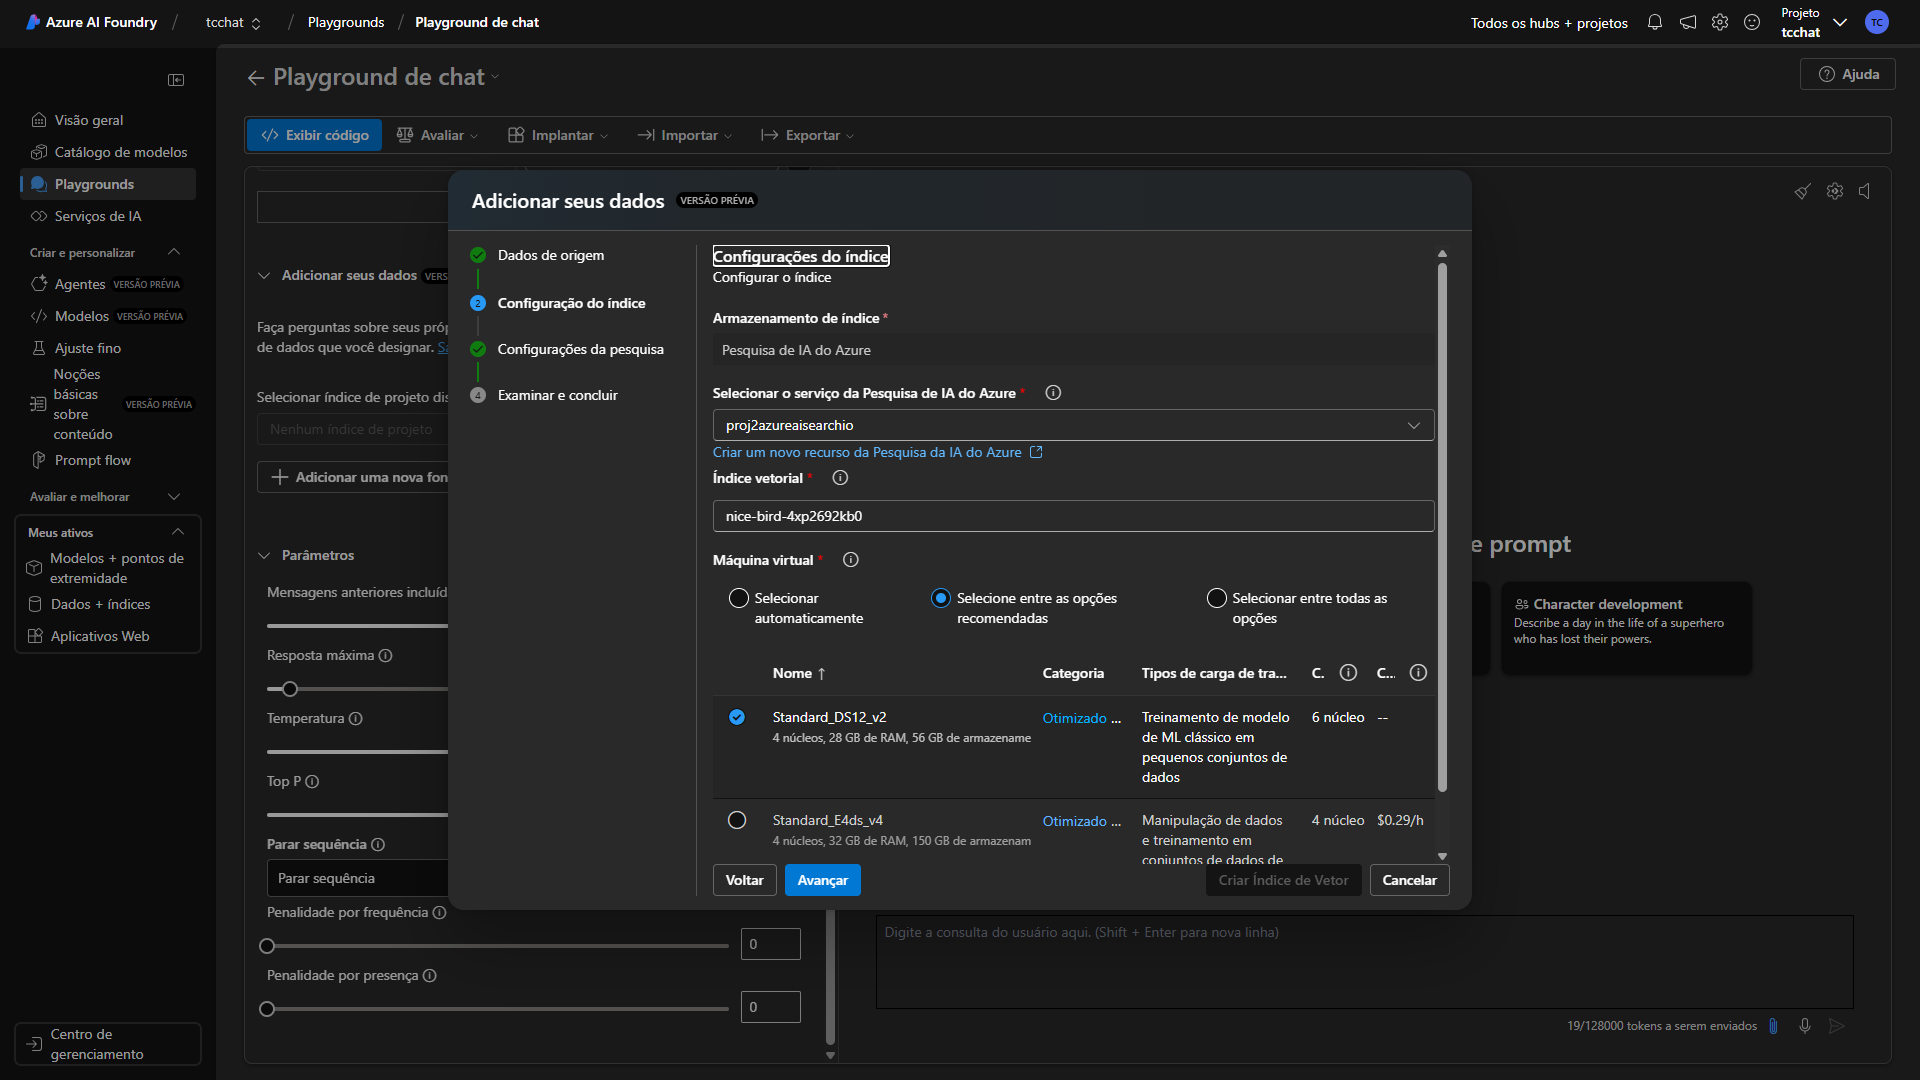 Azure AI Foundry
/
tcchat
/
Playgrounds
/
Playground de chat
Todos os hubs + projetos
Projeto
tcchat
TC
Visão geral
Catálogo de modelos
Playgrounds
Serviços de IA
Criar e personalizar
Agentes VERSÃO PRÉVIA
Modelos VERSÃO PRÉVIA
Ajuste fino
Noções
básicas
sobre
conteúdo
VERSÃO PRÉVIA
Prompt flow
Avaliar e melhorar
Meus ativos
Modelos + pontos de
extremidade
Dados + índices
Aplicativos Web
Centro de
gerenciamento
Playground de chat
Ajuda
Exibir código
Avaliar
Implantar
Importar
Exportar
Adicionar seus dados VERS
Faça perguntas sobre seus próp
de dados que você designar. Sa
Selecionar índice de projeto dis
Nenhum índice de projeto
Adicionar uma nova fon
Parâmetros
Mensagens anteriores incluíd
Resposta máxima
Temperatura
Top P
Parar sequência
Parar sequência
Penalidade por frequência
0
Penalidade por presença
0
Adicionar seus dados VERSÃO PRÉVIA
Dados de origem
2 Configuração do índice
Configurações da pesquisa
4 Examinar e concluir
Configurações do índice
Configurar o índice
Armazenamento de índice *
Pesquisa de IA do Azure
Selecionar o serviço da Pesquisa de IA do Azure *
proj2azureaisearchio
Criar um novo recurso da Pesquisa da IA do Azure
Índice vetorial *
nice-bird-4xp2692kb0
Máquina virtual *
Selecionar
automaticamente
Selecione entre as opções
recomendadas
Selecionar entre todas as
opções
Nome ↑ Categoria Tipos de carga de tra... C. C...
Standard_DS12_v2
4 núcleos, 28 GB de RAM, 56 GB de armazename
Otimizado ...
Treinamento de modelo
de ML clássico em
pequenos conjuntos de
dados
6 núcleo --
Standard_E4ds_v4
4 núcleos, 32 GB de RAM, 150 GB de armazenam
Otimizado ...
Manipulação de dados
e treinamento em
conjuntos de dados de
4 núcleo $0.29/h
Voltar
Avançar
Criar Índice de Vetor
Cancelar
e prompt
Character development
Describe a day in the life of a superhero
who has lost their powers.
Digite a consulta do usuário aqui. (Shift + Enter para nova linha)
19/128000 tokens a serem enviados